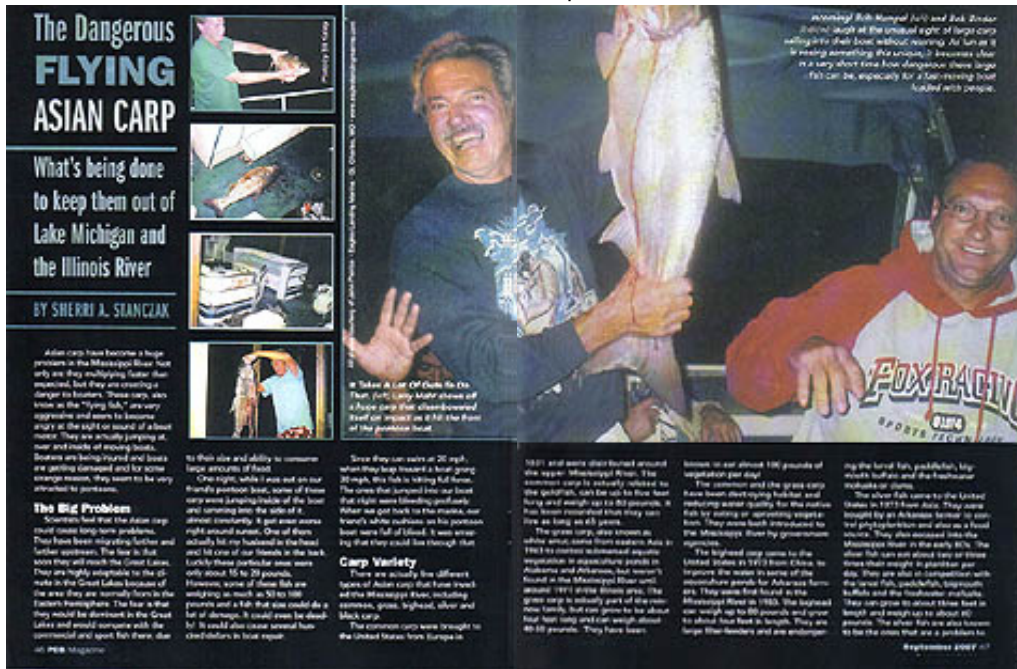 The Dangerous
FLYING
ASIAN CARP
What's being done
to keep them out of
Lake Michigan and
the Illinois River
BY SHERRI A. STANCZAK
Asian carp have become a huge
problem in the Mississippi River. Not
only are they multiplying faster than
expected, but they are creating a
danger to boaters. These carp, also
know as the "flying fish," are very
aggressive and seem to become
angry at the sight or sound of a boat
motor. They are actually jumping at,
over and inside of moving boats.
Boaters are being injured and boats
are getting damaged and for some
strange reason, they seem to be very
attracted to pontoons.
The Big Problem
Scientists feel that the Asian carp
could cause long-term problems.
They have been migrating further and
further upstream. The fear is that
soon they will reach the Great Lakes.
They are highly adaptable to the cli-
mate in the Great Lakes because of
the area they are normally from in the
Eastern Hemisphere. The fear is that
they would be dominant in the Great
Lakes and would compete with the
commercial and sport fish there, due
46 PDB Magazine
to their size and ability to consume
large amounts of food.
One night, while I was out on our
friend's pontoon boat, some of these
carp were jumping inside of the boat
and ramming into the side of it
almost constantly. It got even worse
right around sunset. One of them
actually hit my husband in the head
and hit one of our friends in the back.
Luckily these particular ones were
only about 15 to 20 pounds.
However, some of these fish are
weighing as much as 50 to 100
pounds and a fish that size could do a
lot of damage. It could even be dead-
ly! It could also cause several hun-
dred dollars in boat repair.
It Takes A Lot Of Guts To Do
That. (left) Larry Mahr shows off
a huge carp that disemboweled
itself on impact as it hit the front
of the pontoon boat.
Since they can swim at 20 mph,
when they leap toward a boat going
30 mph, this fish is hitting full force.
The ones that jumped into our boat
that night were bleeding profusely.
When we got back to the marina, our
friend's white cushions on his pontoon
boat were full of blood. It was amaz-
ing that they could live through that.
Carp Variety
There are actually five different
types of Asian carp that have invad-
ed the Mississippi River, including
common, grass, bighead, silver and
black carp.
The common carp were brought to
the United States from Europe in
(left) and Bob Binder
laugh at the unusual sight of large carp
sailing into their boat without warning. As fun as it
is seeing something this unique, it becomes clear
in a very short time how dangerous these large
fish can be, especially for a fast-moving boat
loaded with people.
FOX RACING
SPORTS
1831 and were distributed around
the upper Mississippi River. The
common carp is actually related to
the goldfish, can be up to five feet
long and weigh up to 80 pounds. It
has been recorded that they can
live as long as 65 years.
The grass carp, also known as
white amur, came from eastern Asia in
1963 to control submerged aquatic
vegetation in aquaculture ponds in
Alabama and Arkansas, but weren't
found in the Mississippi River until
around 1971 in the Illinois area. The
grass carp is actually part of the min-
now family, but can grow to be about
four feet long and can weigh about
40-50 pounds. They have been
known to eat almost 100 pounds of
vegetation per day!
The common and the grass carp
have been destroying habitat and
reducing water quality for the native
fish by eating or uprooting vegeta-
tion. They were both introduced to
the Mississippi River by government
agencies.
The bighead carp came to the
United States in 1973 from China, to
improve the water quality in the
aquaculture ponds for Arkansas farm-
ers. They were first found in the
Mississippi River in 1983. The bighead
can weigh up to 80 pounds and grow
to about four feet in length. They are
large filter-feeders and are endanger-
ing the larval fish, paddlefish, big-
mouth buffalo and the freshwater
mollusks or clams.
The silver fish came to the United
States in 1973 from Asia. They were
brought by an Arkansas farmer to con-
trol phytoplankton and also as a food
source. They also escaped into the
Mississippi River in the early 80's. The
silver fish can eat about two or three
times their weight in plankton per
day. They are also in competition with
the larval fish, paddlefish, bigmouth
buffalo and the freshwater mollusks.
They can grow to about three feet in
length and weigh up to about 60
pounds. The silver fish are also known
to be the ones that are a problem to
September 2007 47